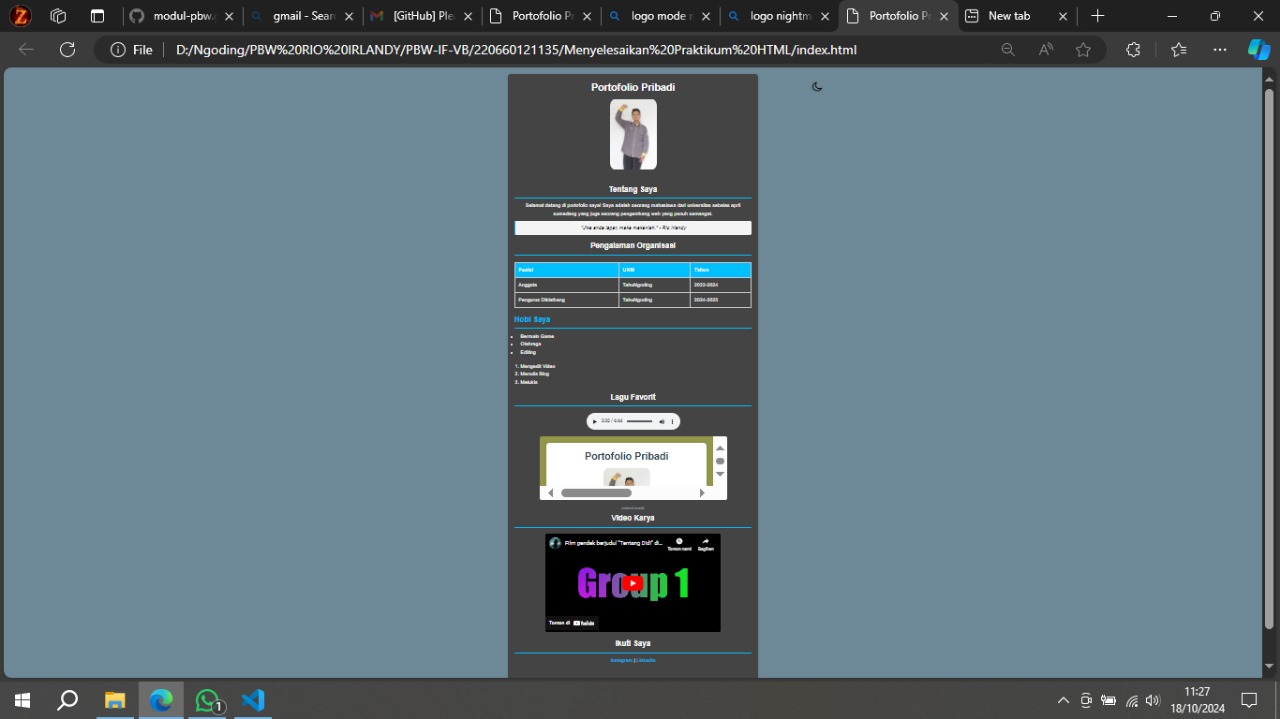 modul-pbw.c
gmail - Sear
[GitHub] Ple
Portofolio Pr
logo mode r
logo nightm
Portofolio Pr
New tab
File
D:/Ngoding/PBW%20RIO%20IRLANDY/PBW-IF-VB/220660121135/Menyelesaikan%20Praktikum%20HTML/index.html
Portofolio Pribadi
Tentang Saya
Selamat datang di portofolio saya! Saya adalah seorang mahasiswa dari universitas sebelas april
sumedang yang juga seorang pengembang web yang penuh semangat.
"Jika anda lapar, maka makanlah." - Rio Irlandy
Pengalaman Organisasi
Posisi UKM Tahun
Anggota TahuNgoding 2023-2024
Pengurus Dikletbang TahuNgoding 2024-2025
Hobi Saya
Bermain Game
Olahraga
Editing
1. Mengedit Video
2. Menulis Blog
3. Melukis
Lagu Favorit
Portofolio Pribadi
Video Karya
Film pendek berjudul "Tentang Didi" di...
Tonton nanti
Bagikan
Group 1
Tonton di YouTube
Ikuti Saya
Instagram | LinkedIn
1
11:27
18/10/2024